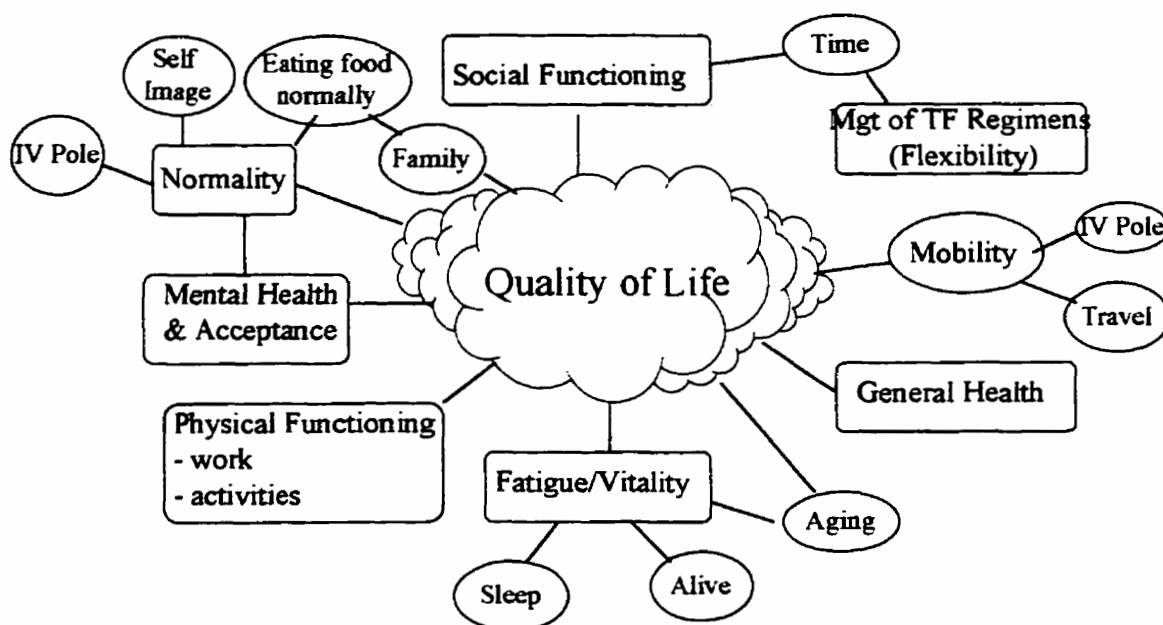 Self
Image
Eating food
normally
Social Functioning
Time
Mgt of TF Regimens
(Flexibility)
IV Pole
Normality
Family
Mobility
IV Pole
Travel
Quality of Life
Mental Health
& Acceptance
General Health
Physical Functioning
- work
- activities
Fatigue/Vitality
Aging
Sleep
Alive